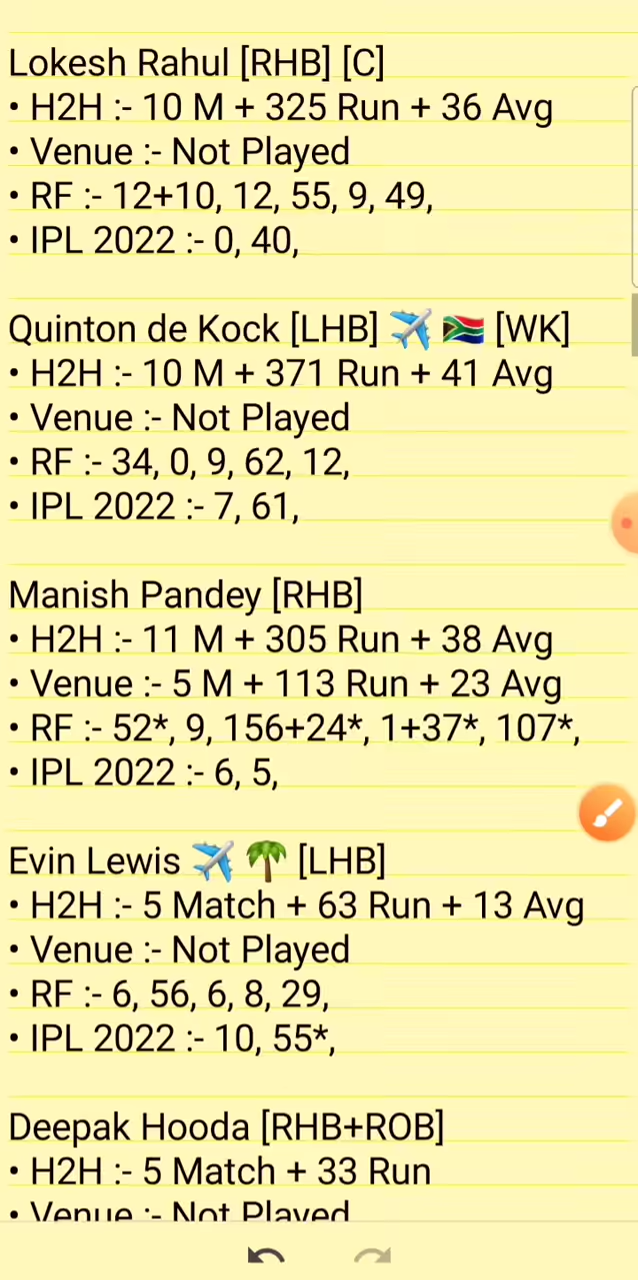 Lokesh Rahul [RHB] [C]
• H2H :- 10 M + 325 Run + 36 Avg
• Venue :- Not Played
• RF :- 12+10, 12, 55, 9, 49,
• IPL 2022 :- 0, 40,
Quinton de Kock [LHB] ✈️ 🇿🇦 [WK]
• H2H :- 10 M + 371 Run + 41 Avg
• Venue :- Not Played
• RF :- 34, 0, 9, 62, 12,
• IPL 2022 :- 7, 61,
Manish Pandey [RHB]
• H2H :- 11 M + 305 Run + 38 Avg
• Venue :- 5 M + 113 Run + 23 Avg
• RF :- 52*, 9, 156+24*, 1+37*, 107*,
• IPL 2022 :- 6, 5,
Evin Lewis ✈️ 🌴 [LHB]
• H2H :- 5 Match + 63 Run + 13 Avg
• Venue :- Not Played
• RF :- 6, 56, 6, 8, 29,
• IPL 2022 :- 10, 55*,
Deepak Hooda [RHB+ROB]
• H2H :- 5 Match + 33 Run
• Venue :- Not Played